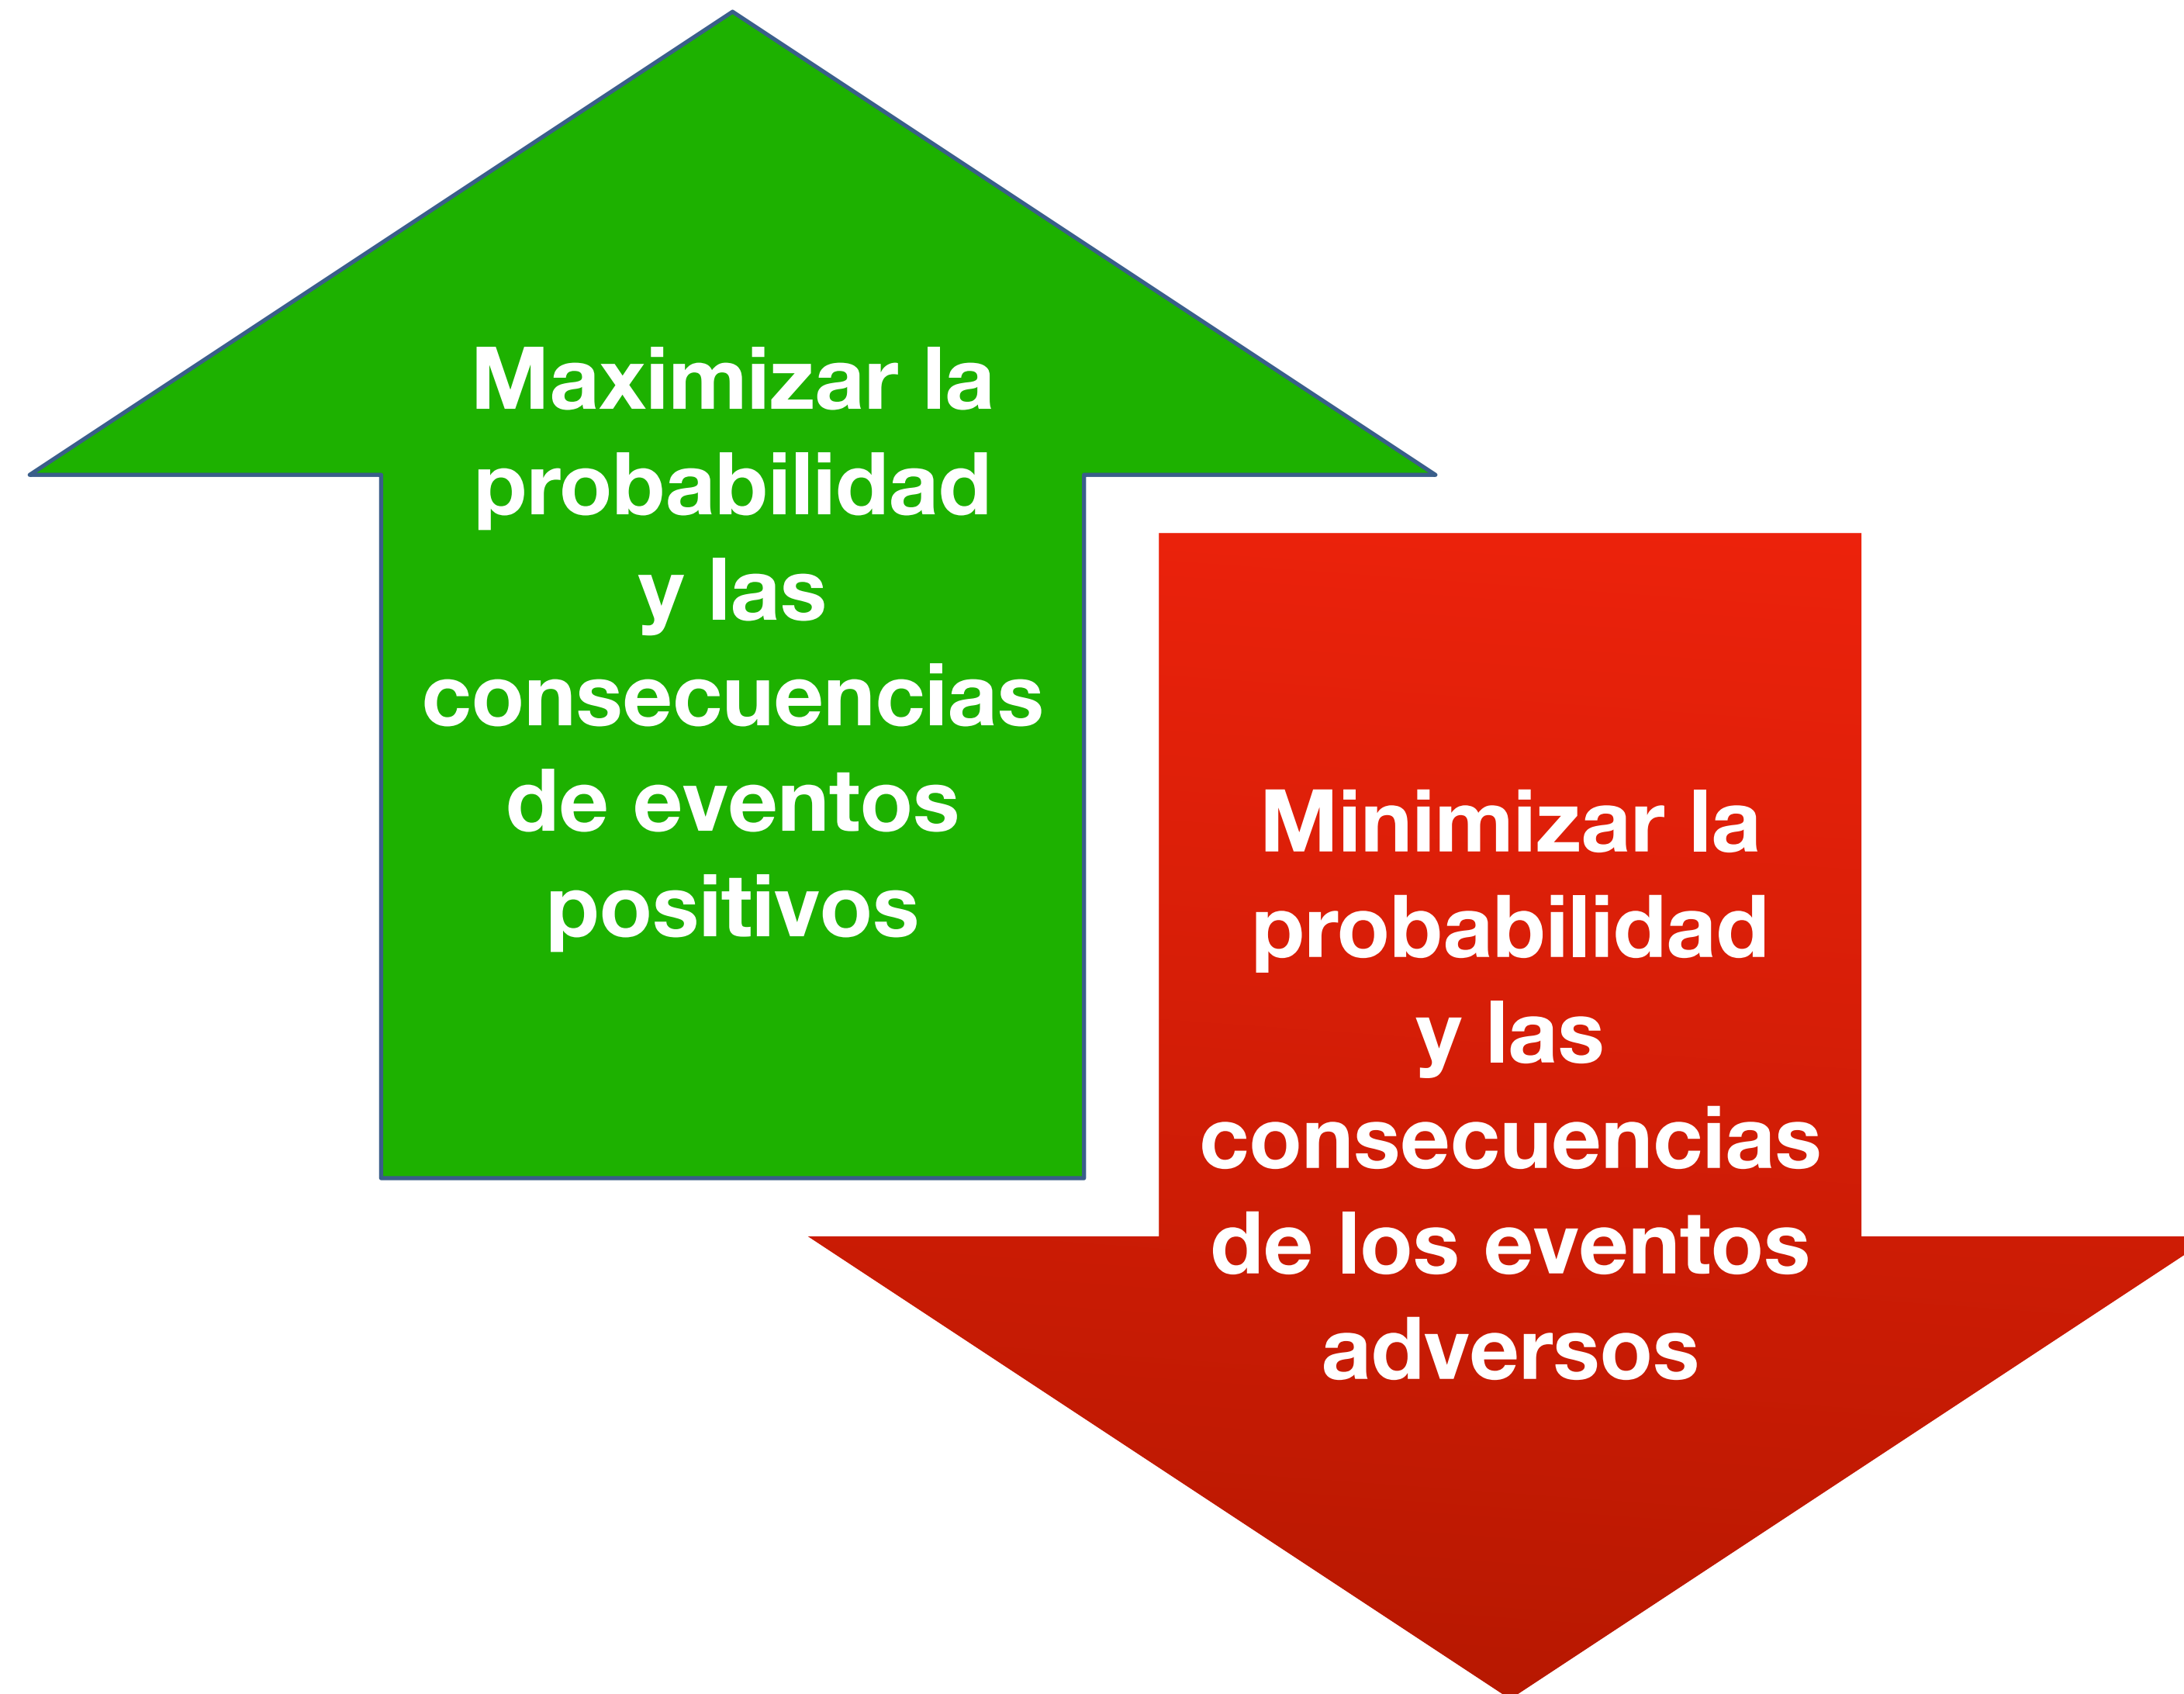 Maximizar la
probabilidad
y las
consecuencias
de eventos
positivos
Minimizar la
probabilidad
y las
consecuencias
de los eventos
adversos